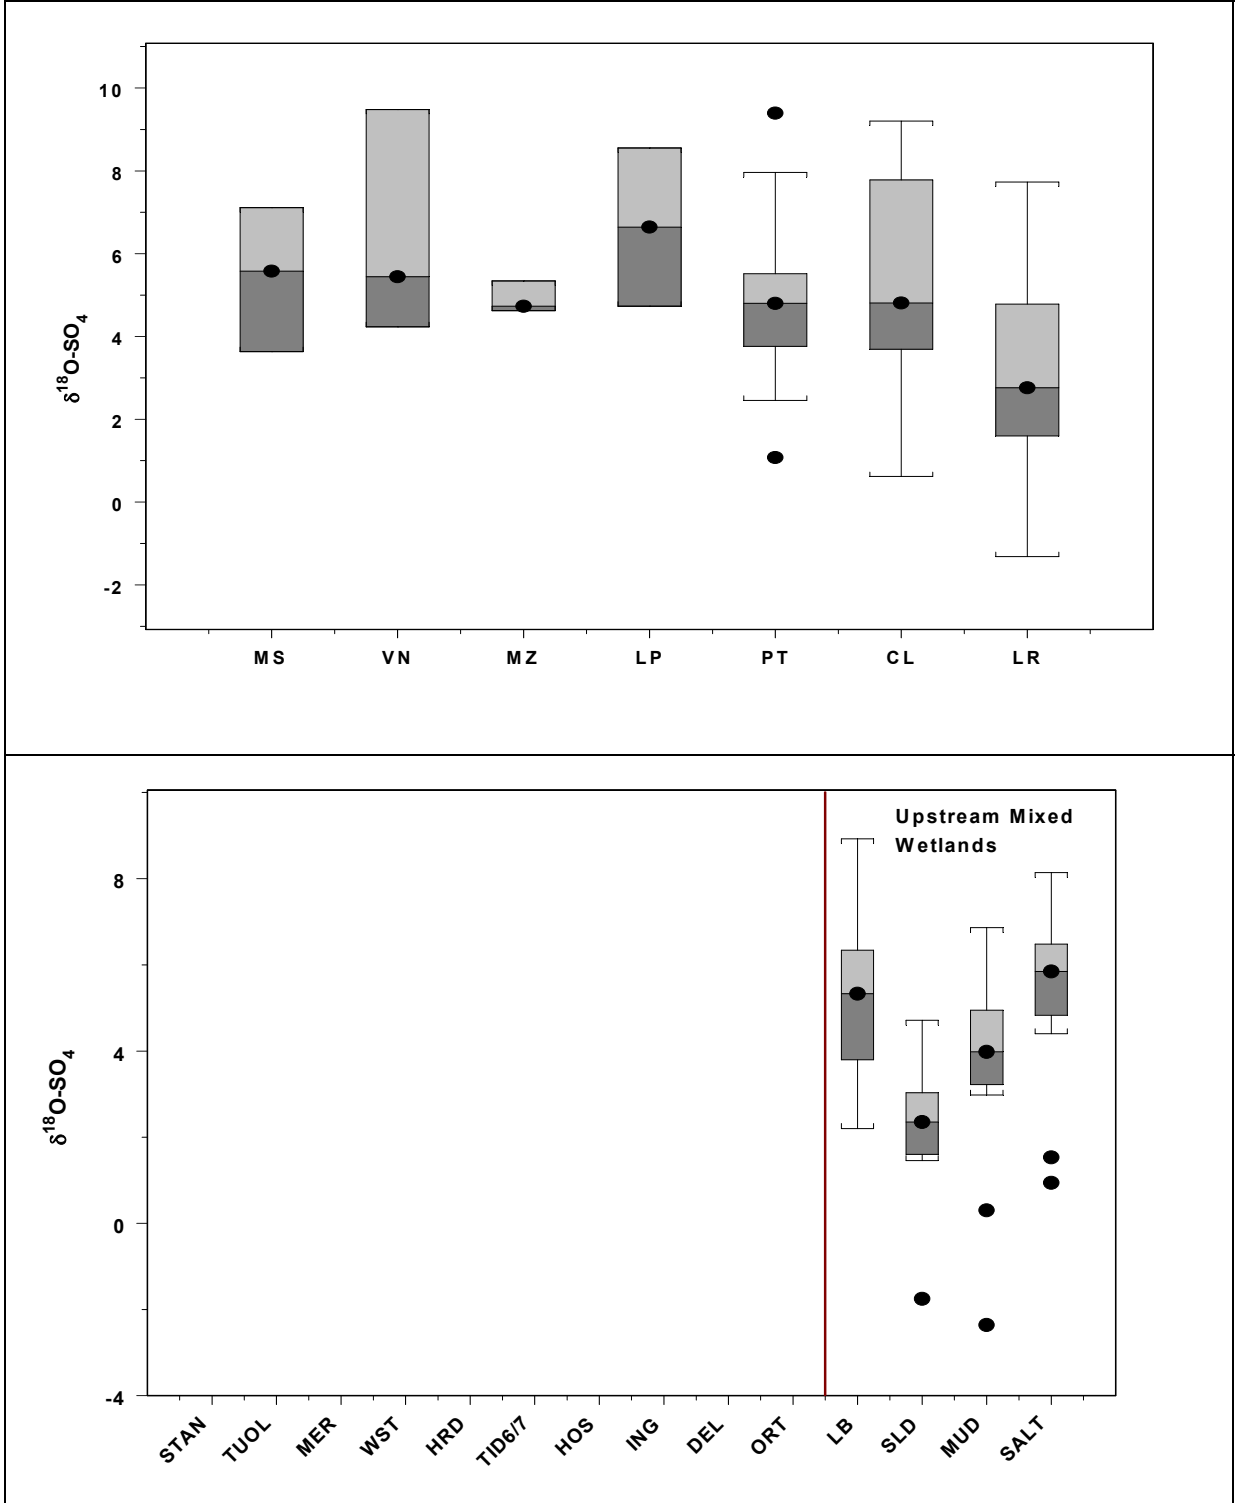 10
8
6
4
2
0
-2
δ18O-SO4
MS VN MZ LP PT CL LR
Upstream Mixed
Wetlands
8
4
0
-4
δ18O-SO4
STAN TUOL MER WST HRD TID6/7 HOS ING DEL ORT LB SLD MUD SALT